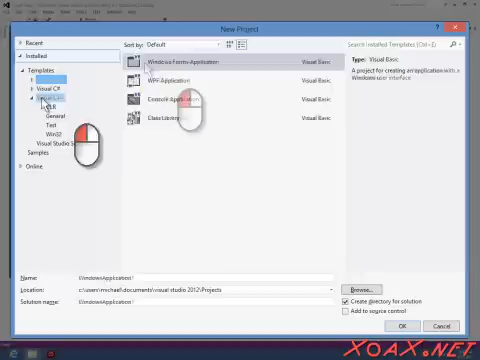 New Project
? ×
Recent
Installed
Sort by: Default
Search Installed Templates (Ctrl+E)
Templates
Visual C#
CLR
General
Test
Win32
Visual Studio S
Samples
Online
Windows Forms Application Visual Basic
WPF Application Visual Basic
Console Application Visual Basic
Class Library Visual Basic
Type: Visual Basic
A project for creating an application with a
Windows user interface
Name: WindowsApplication1
Location: c:\users\michael\documents\visual studio 2012\Projects
Browse...
Solution name: WindowsApplication1
Create directory for solution
Add to source control
OK Cancel
XOAX.NET